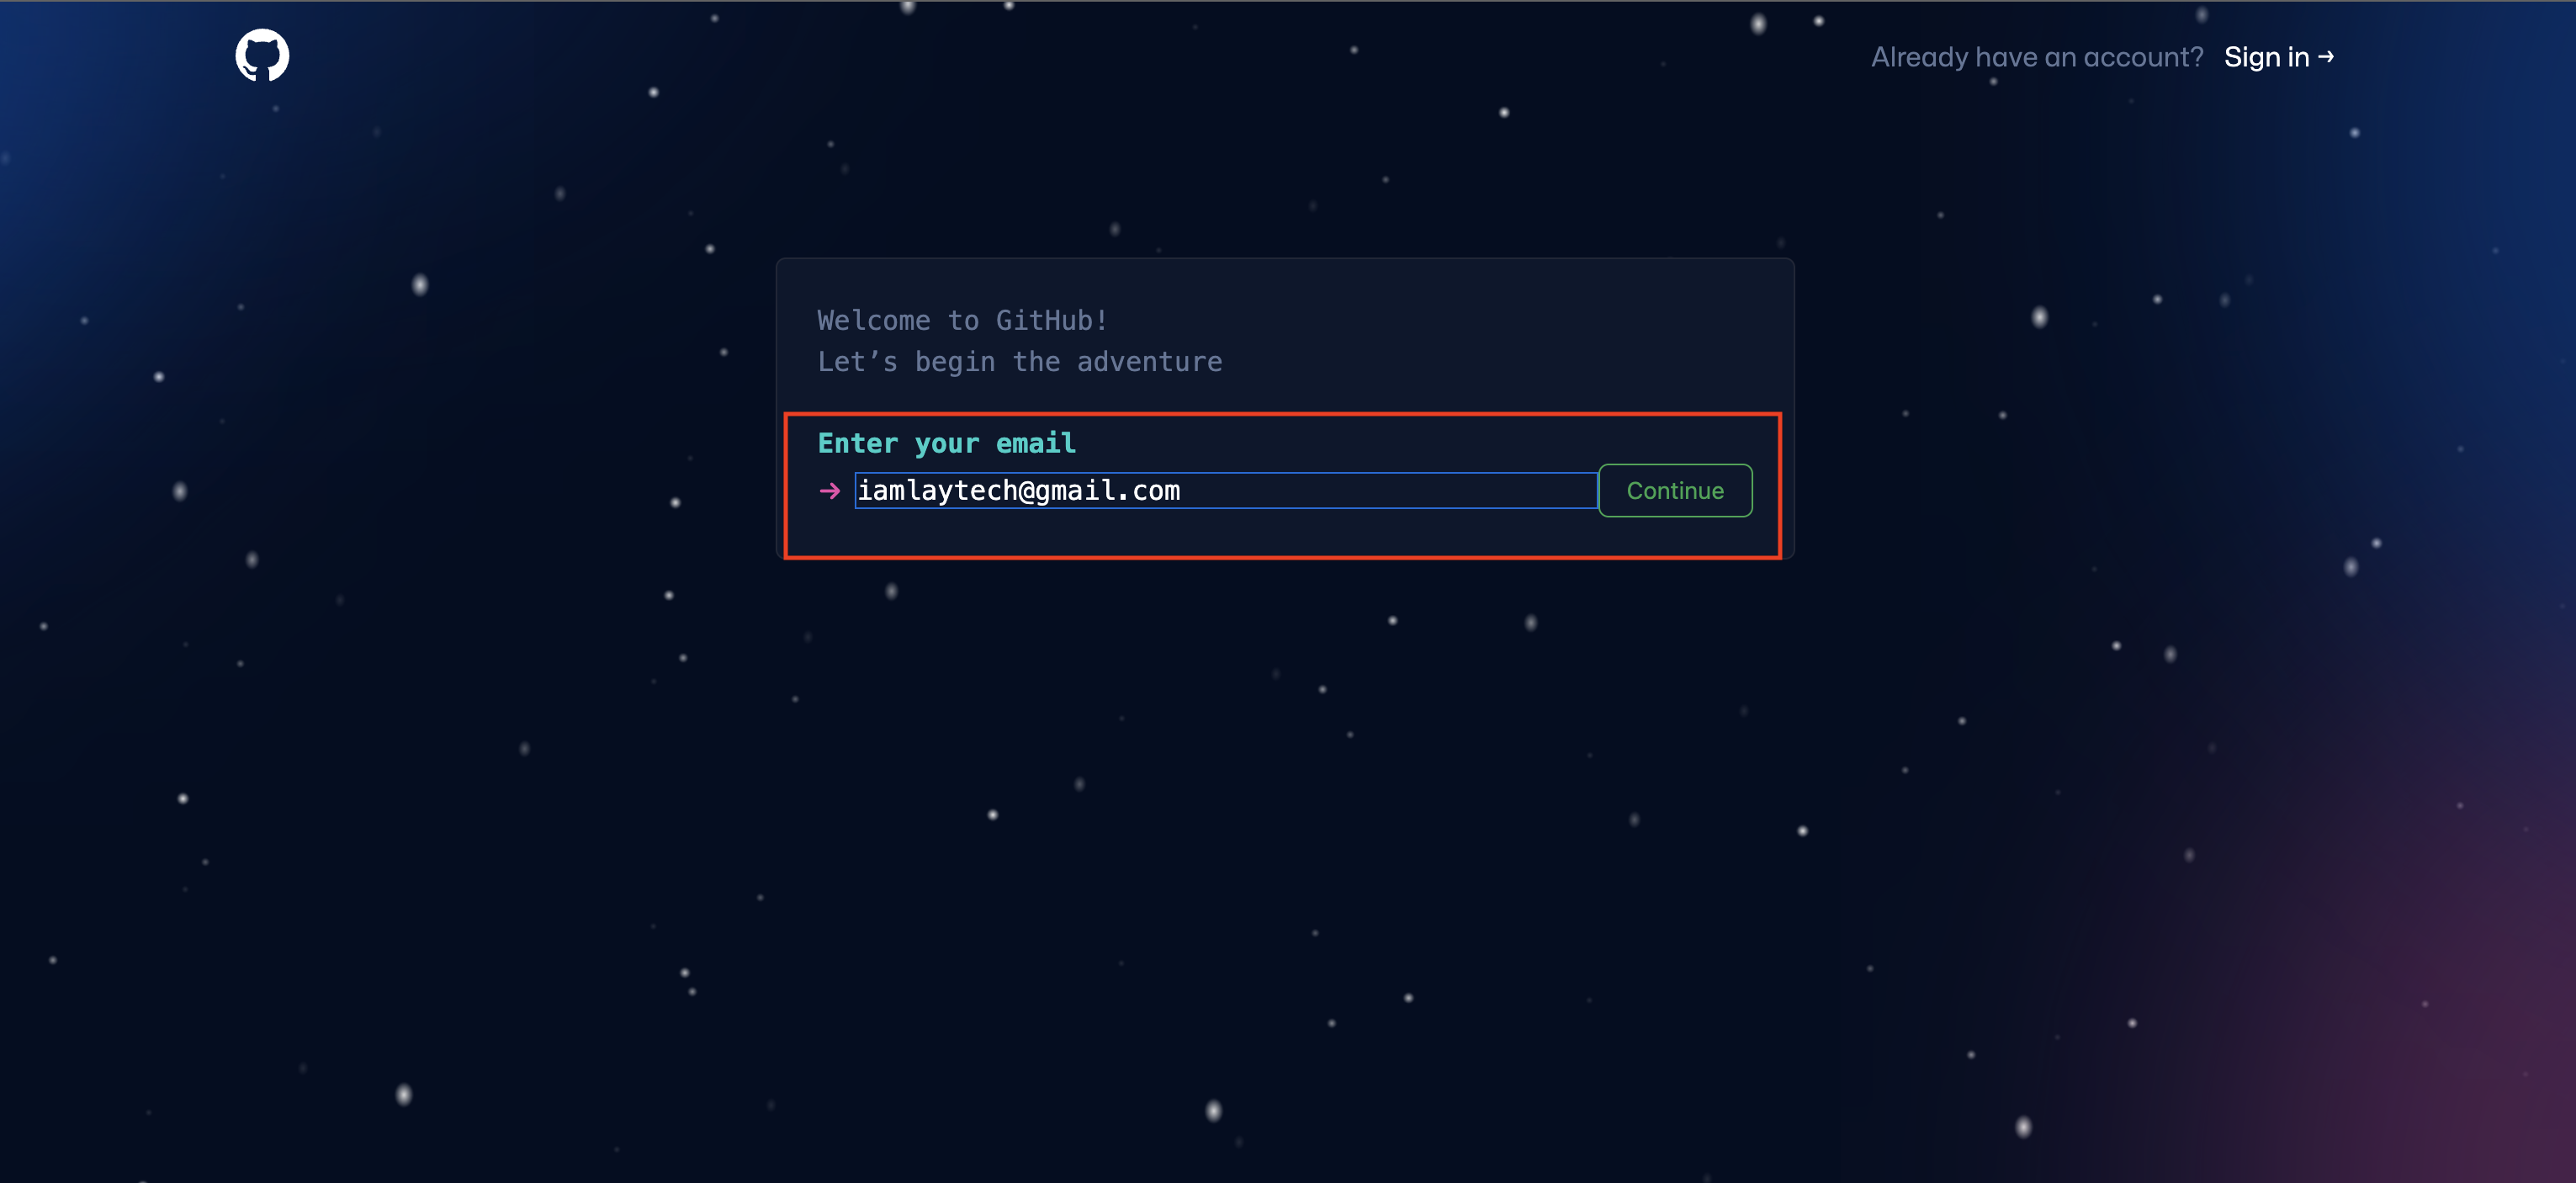 Already have an account? Sign in →
Welcome to GitHub!
Let’s begin the adventure
Enter your email
→ iamlaytech@gmail.com Continue